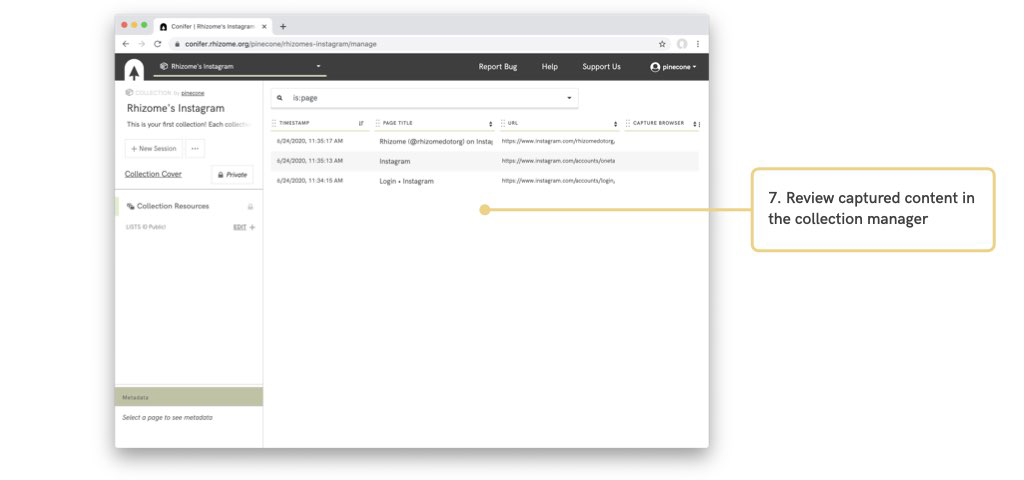 Conifer | Rhizome's Instagram
conifer.rhizome.org/pinecone/rhizomes-instagram/manage
Rhizome's Instagram
Report Bug
Help
Support Us
pinecone
COLLECTION by pinecone
Rhizome's Instagram
This is your first collection! Each collectio
+ New Session
...
Collection Cover
Private
Collection Resources
LISTS (0 Public)
EDIT +
Metadata
Select a page to see metadata
is:page
TIMESTAMP PAGE TITLE URL CAPTURE BROWSER
6/24/2020, 11:35:17 AM Rhizome (@rhizomedotorg) on Instag https://www.instagram.com/rhizomedotorg,
6/24/2020, 11:35:13 AM Instagram https://www.instagram.com/accounts/oneta
6/24/2020, 11:34:15 AM Login • Instagram https://www.instagram.com/accounts/login,
7. Review captured content in
the collection manager